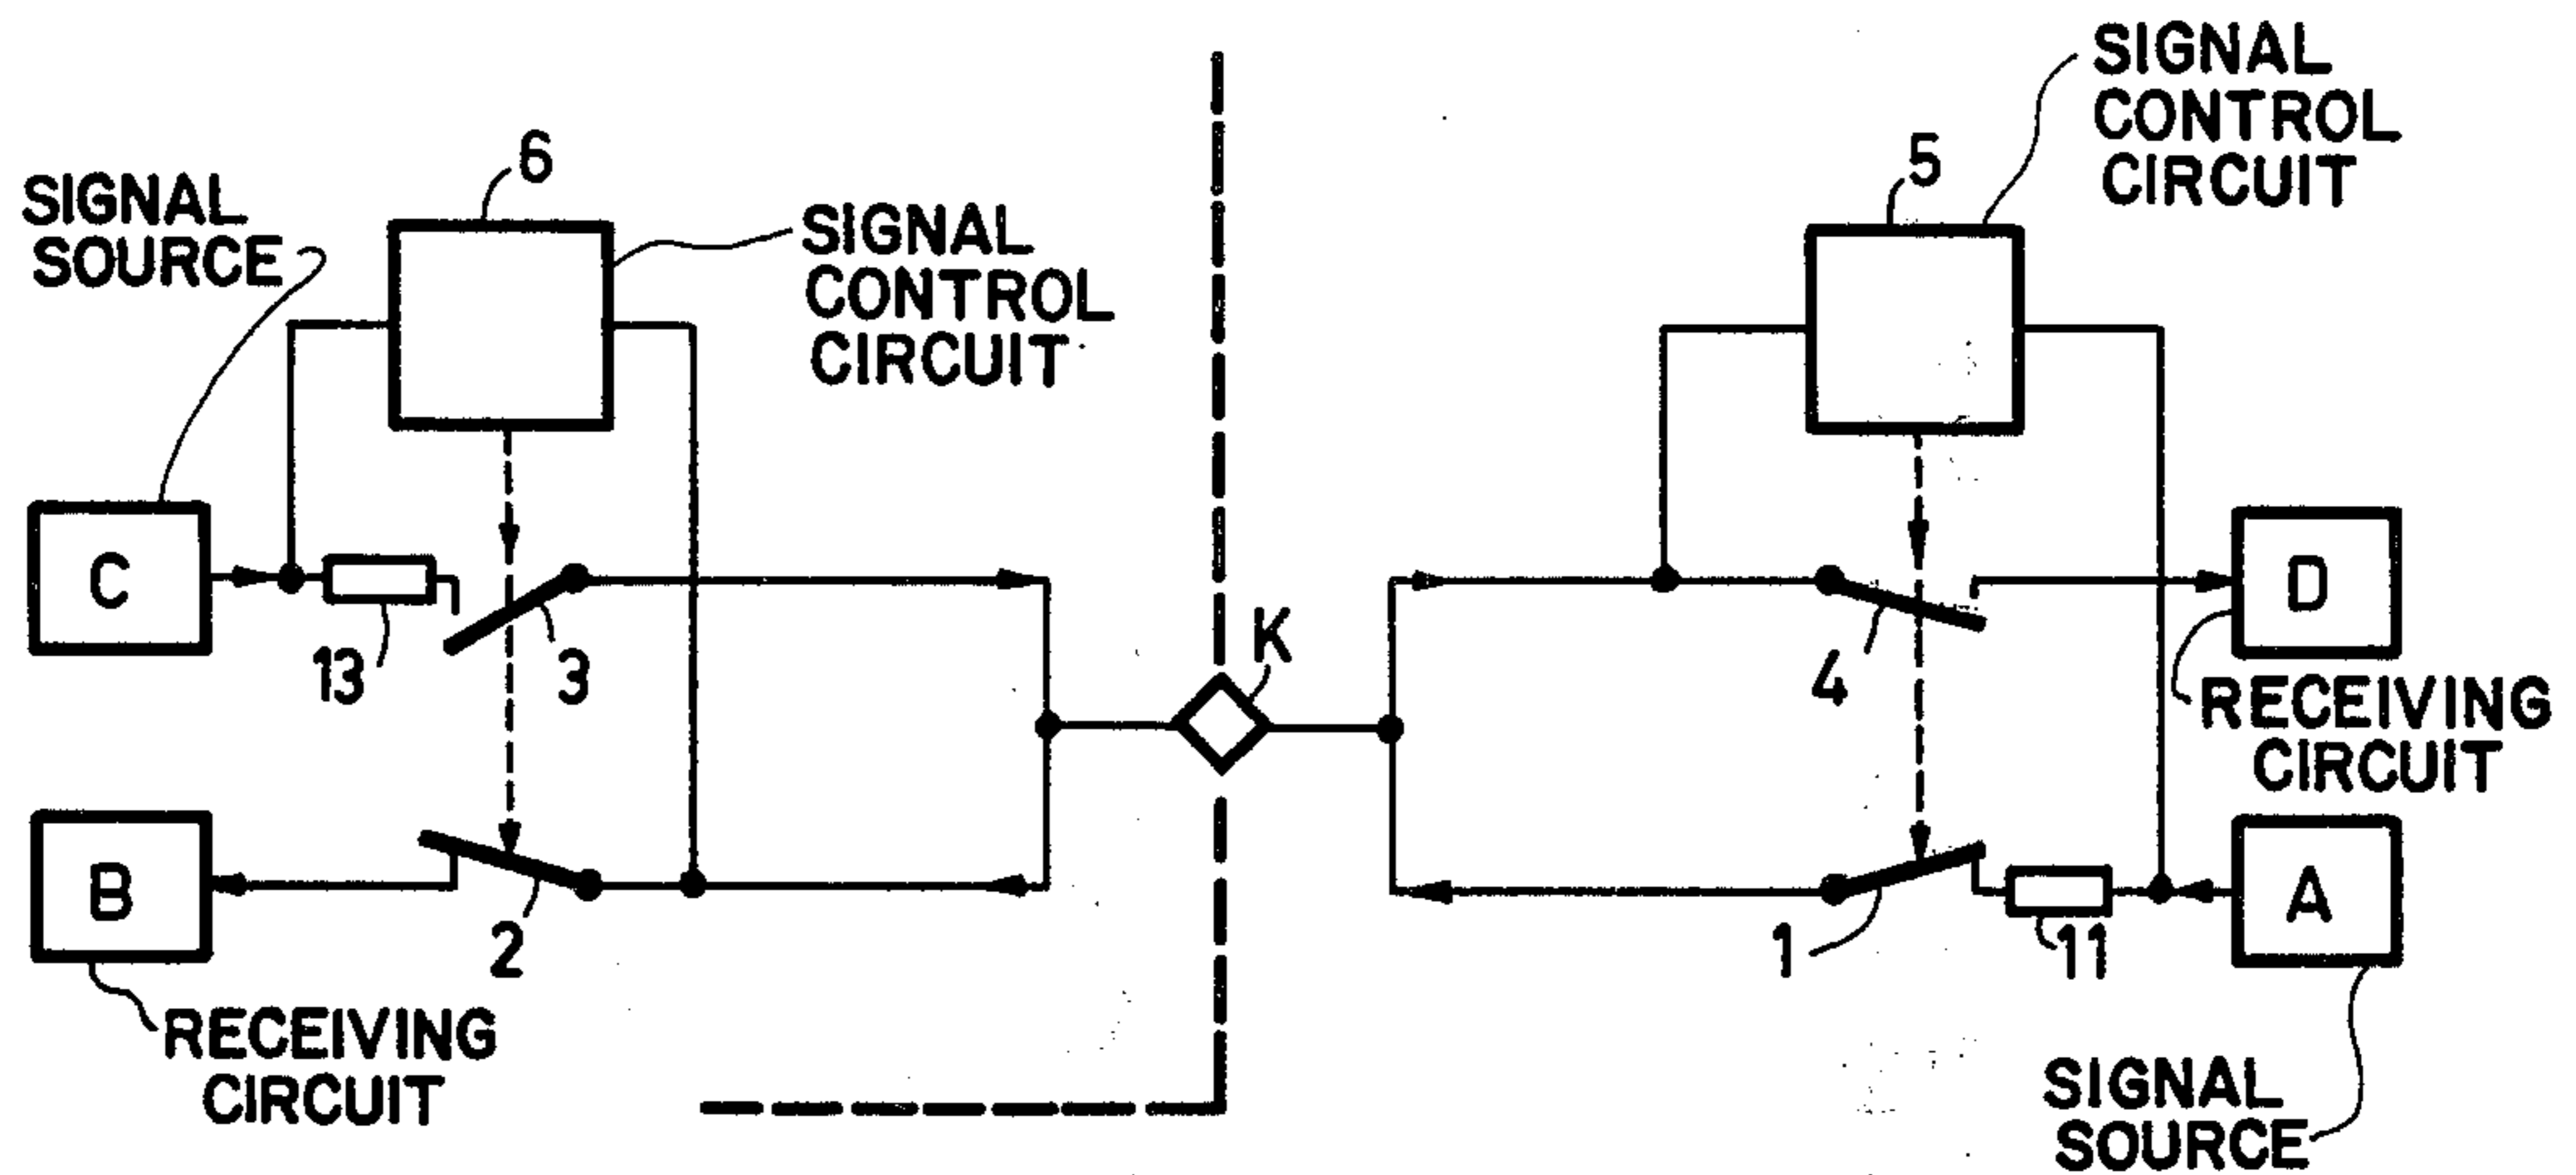 SIGNAL
SOURCE
6
SIGNAL
CONTROL
CIRCUIT
SIGNAL
CONTROL
CIRCUIT
5
C
13
3
K
4
D
RECEIVING
CIRCUIT
B
2
1
11
A
RECEIVING
CIRCUIT
SIGNAL
SOURCE